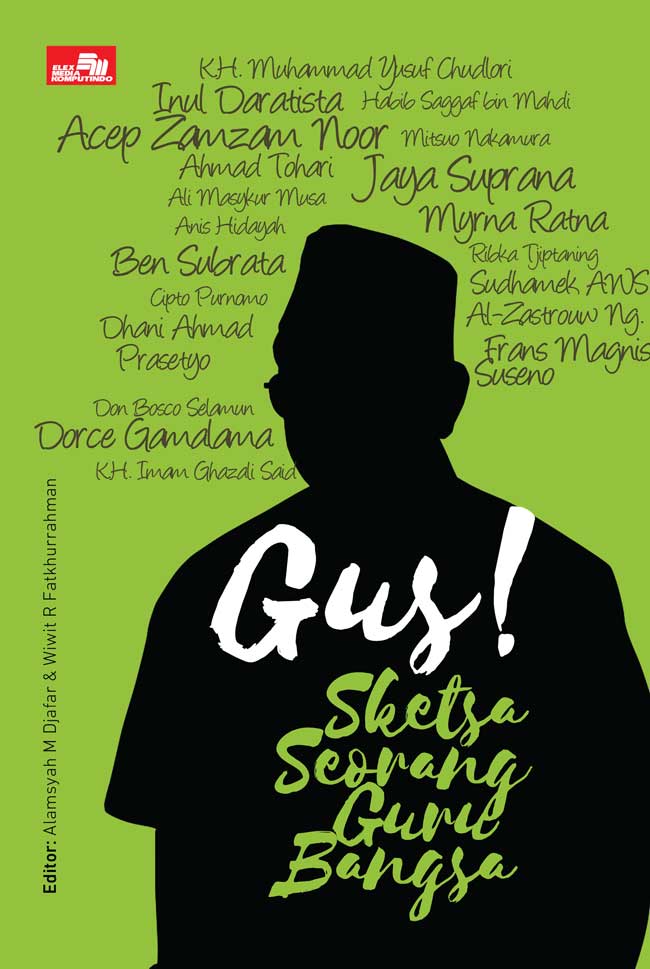 ELEX
MEDIA
KOMPUTINDO
K.H. Muhammad Yusuf Chudlori
Inul Daratista
Habib Saggaf bin Mahdi
Acep Zamzam Noor
Mitsuo Nakamura
Ahmad Tohari
Jaya Suprana
Ali Masykur Musa
Myrna Ratna
Anis Hidayah
Ben Subrata
Ribka Tjiptaning
Sudhamek AWS
Cipto Purnomo
Al-Zastrouw Ng.
Dhani Ahmad
Prasetyo
Frans Magnis
Suseno
Don Bosco Selamun
Dorce Gamalama
K.H. Imam Ghazali Said
Gus!
Sketsa
Seorang
Guru
Bangsa
Editor: Alamsyah M Djafar & Wiwit R Fatkhurrahman